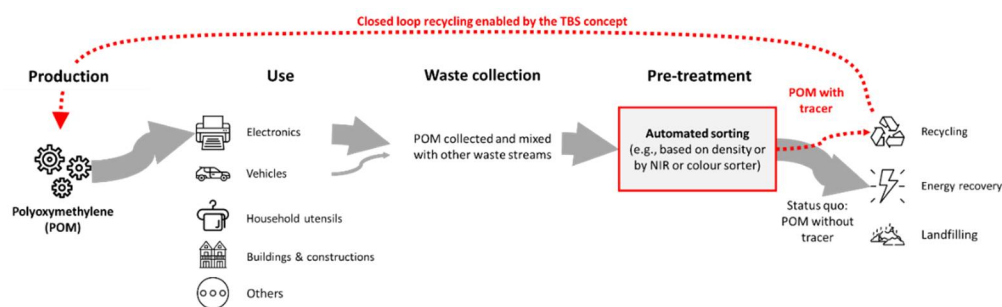 Closed loop recycling enabled by the TBS concept
Production
Use
Waste collection
Pre-treatment
POM with
tracer
Electronics
Vehicles
Household utensils
Buildings & constructions
Others
Polyoxymethylene
(POM)
POM collected and mixed
with other waste streams
Automated sorting
(e.g., based on density or
by NIR or colour sorter)
Recycling
Energy recovery
Landfilling
Status quo:
POM without
tracer